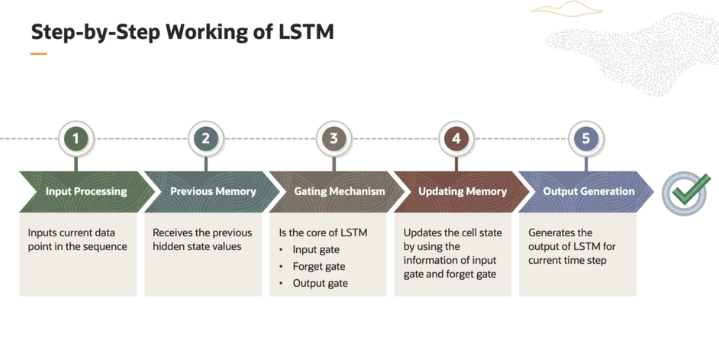 Step-by-Step Working of LSTM
1
2
3
4
5
Input Processing
Previous Memory
Gating Mechanism
Updating Memory
Output Generation
Inputs current data
point in the sequence
Receives the previous
hidden state values
Is the core of LSTM
• Input gate
• Forget gate
• Output gate
Updates the cell state
by using the
information of input
gate and forget gate
Generates the
output of LSTM for
current time step